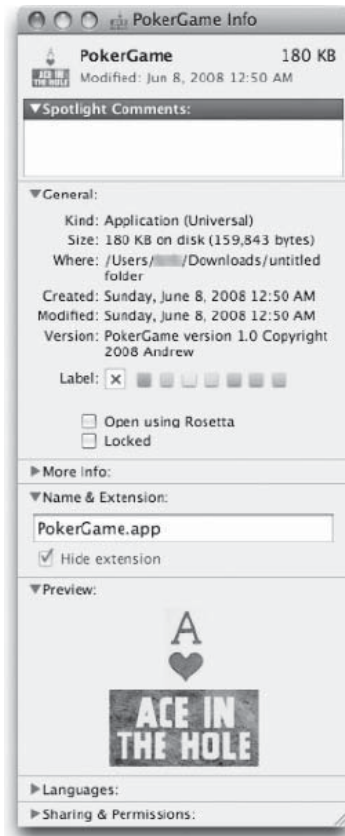 PokerGame Info
PokerGame 180 KB
Modified: Jun 8, 2008 12:50 AM
Spotlight Comments:
General:
Kind: Application (Universal)
Size: 180 KB on disk (159,843 bytes)
Where: /Users/ /Downloads/untitled
folder
Created: Sunday, June 8, 2008 12:50 AM
Modified: Sunday, June 8, 2008 12:50 AM
Version: PokerGame version 1.0 Copyright
2008 Andrew
Label:
Open using Rosetta
Locked
More Info:
Name & Extension:
PokerGame.app
Hide extension
Preview:
A
ACE IN
THE HOLE
Languages:
Sharing & Permissions: